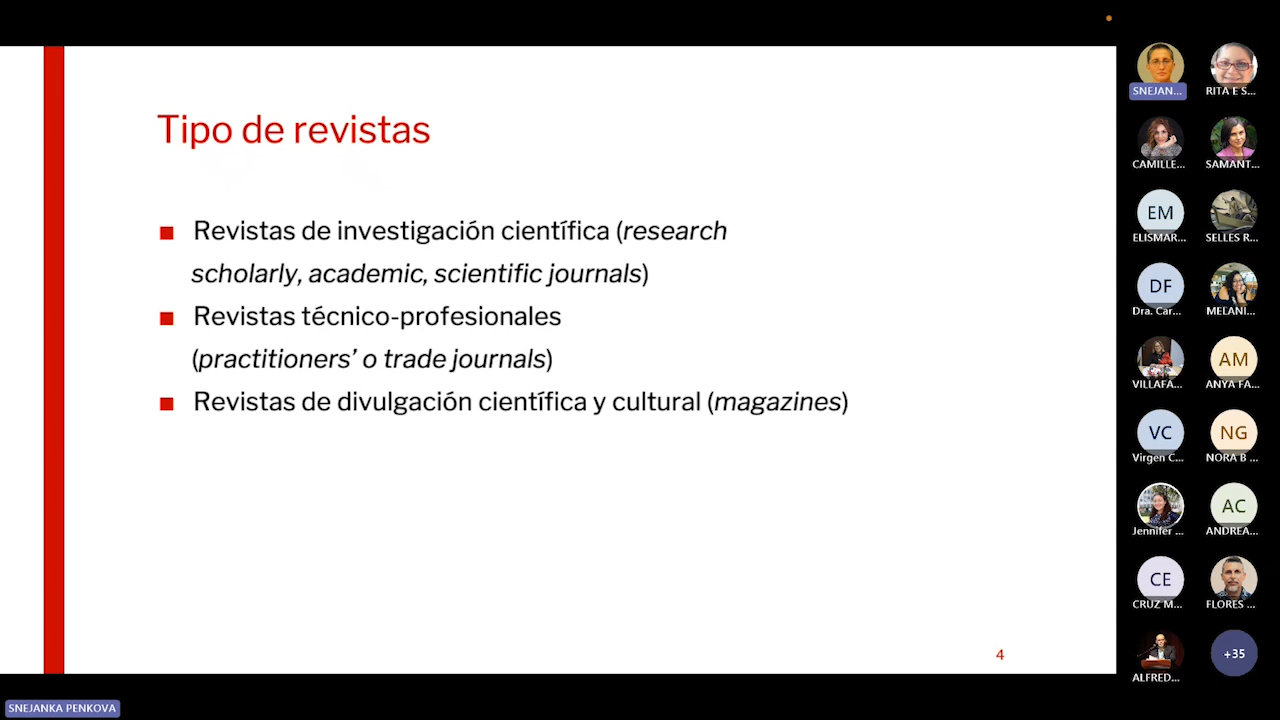 Tipo de revistas
■ Revistas de investigación científica (research
scholarly, academic, scientific journals)
■ Revistas técnico-profesionales
(practitioners’ o trade journals)
■ Revistas de divulgación científica y cultural (magazines)
4
SNEJAN...
RITA E S...
CAMILLE...
SAMANT...
EM
ELISMAR...
SELLES R...
DF
Dra. Car...
MELANI...
VILLAFA...
AM
ANYA FA...
VC
Virgen C...
NG
NORA B ...
Jennifer ...
AC
ANDREA...
CE
CRUZ M...
FLORES ...
ALFRED...
+35
SNEJANKA PENKOVA